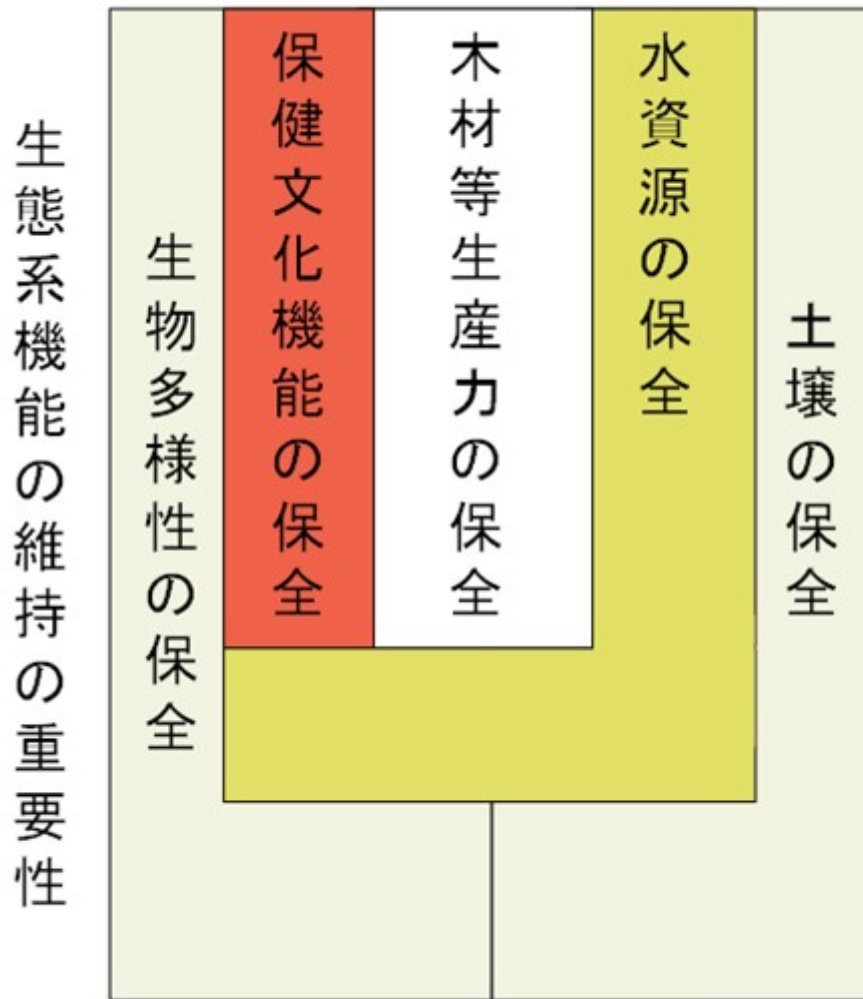 生態系機能の維持の重要性
生物多様性の保全
保健文化機能の保全
木材等生産力の保全
水資源の保全
土壌の保全